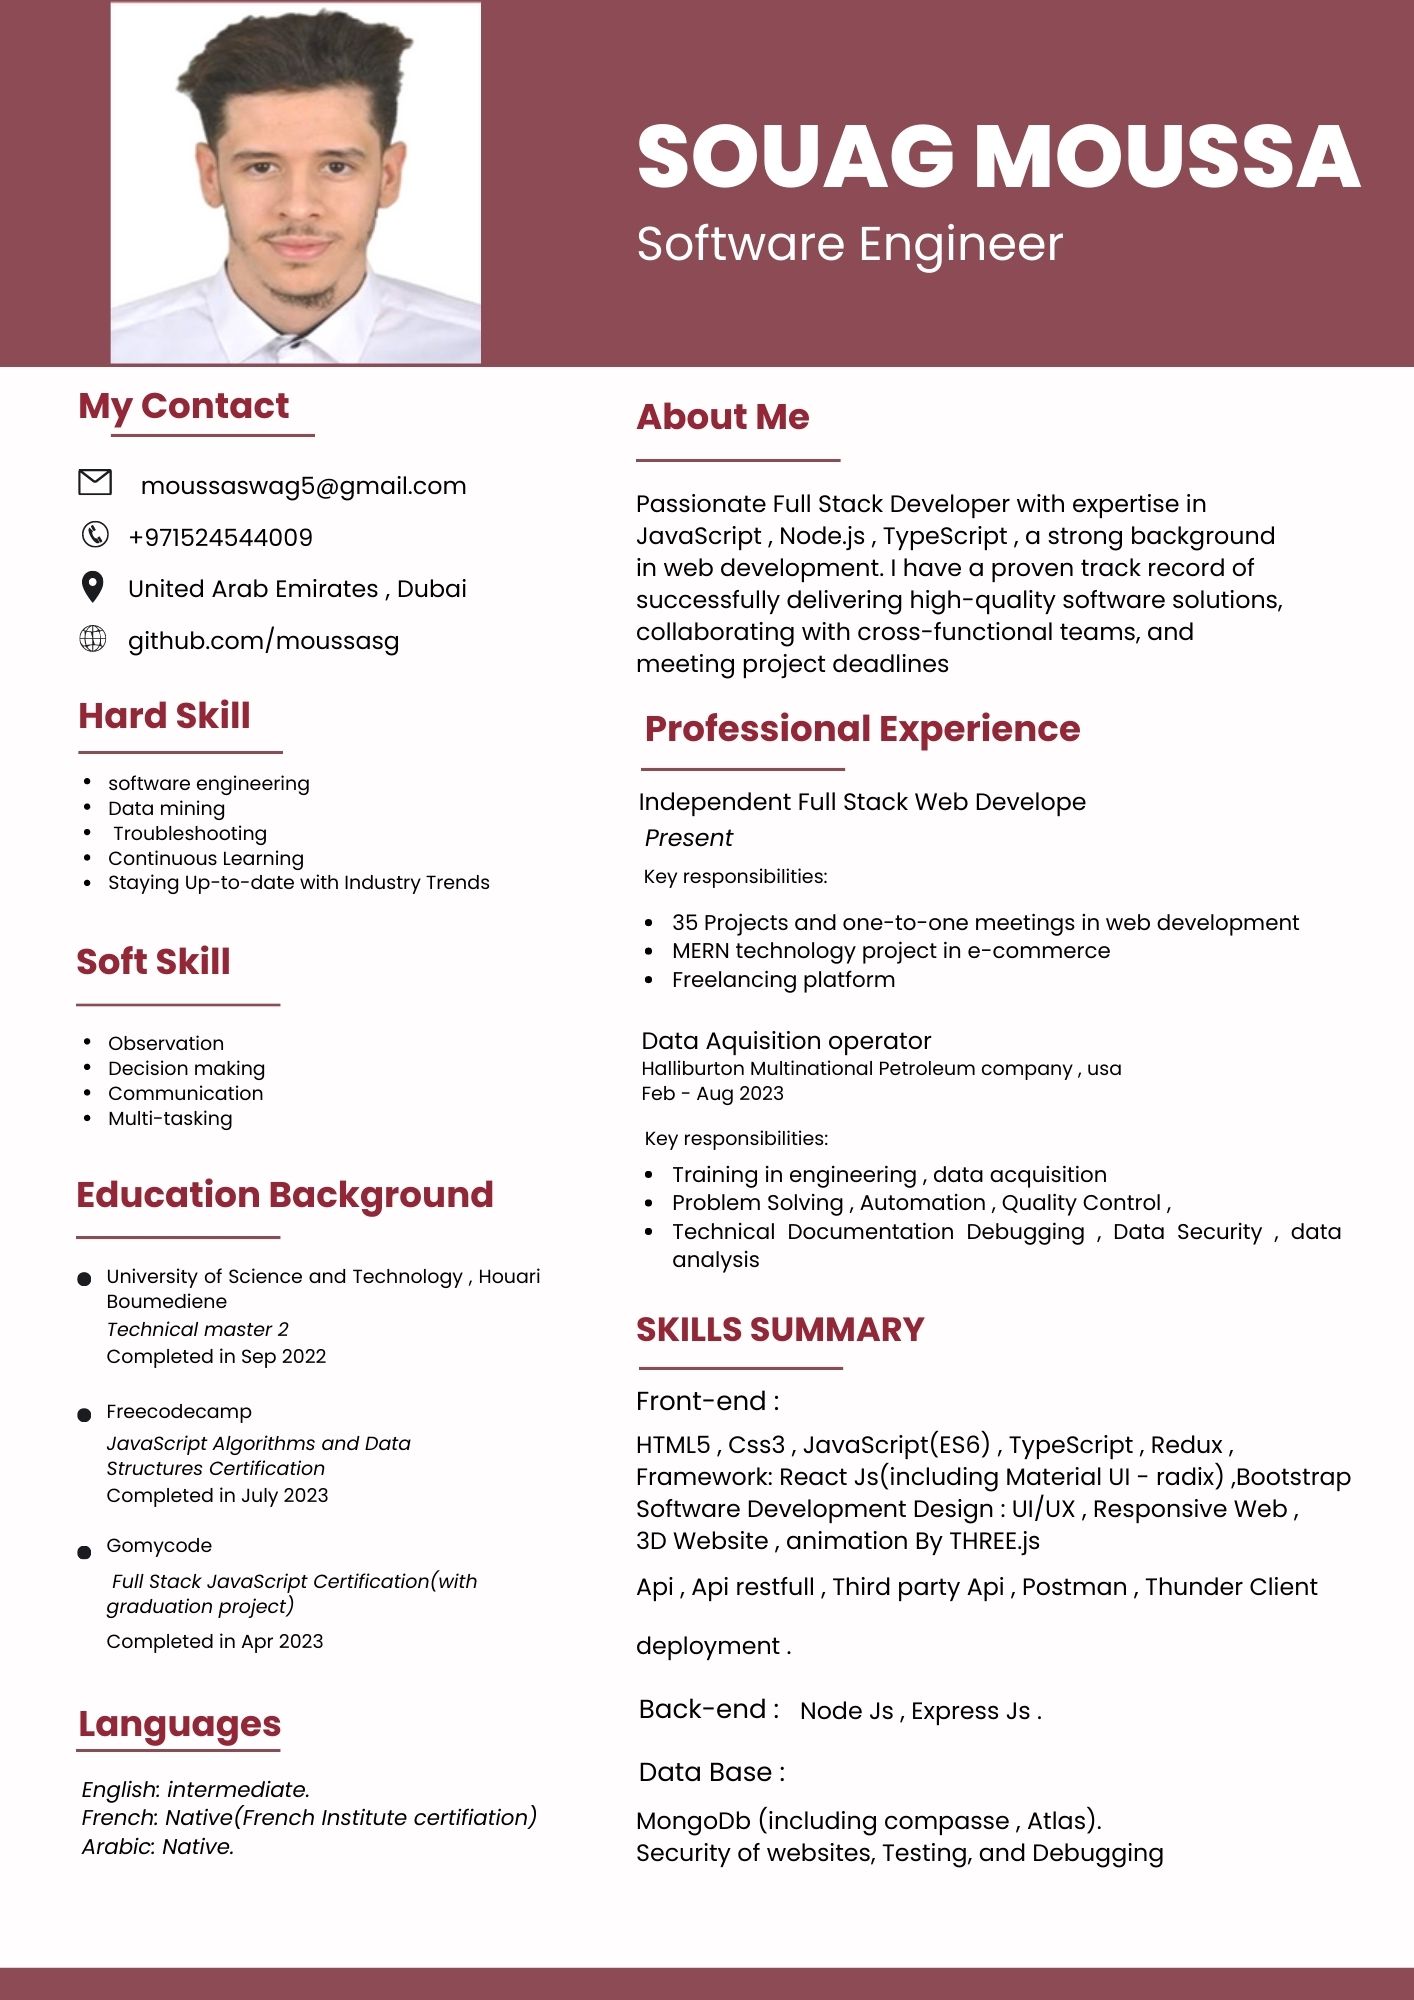 SOUAG MOUSSA
Software Engineer
My Contact
moussaswag5@gmail.com
+971524544009
United Arab Emirates , Dubai
github.com/moussasg
Hard Skill
software engineering
Data mining
Troubleshooting
Continuous Learning
Staying Up-to-date with Industry Trends
Soft Skill
Observation
Decision making
Communication
Multi-tasking
Education Background
University of Science and Technology , Houari
Boumediene
Technical master 2
Completed in Sep 2022
Freecodecamp
JavaScript Algorithms and Data
Structures Certification
Completed in July 2023
Gomycode
Full Stack JavaScript Certification(with
graduation project)
Completed in Apr 2023
Languages
English: intermediate.
French: Native(French Institute certifiation)
Arabic: Native.
About Me
Passionate Full Stack Developer with expertise in
JavaScript , Node.js , TypeScript , a strong background
in web development. I have a proven track record of
successfully delivering high-quality software solutions,
collaborating with cross-functional teams, and
meeting project deadlines
Professional Experience
Independent Full Stack Web Develope
Present
Key responsibilities:
35 Projects and one-to-one meetings in web development
MERN technology project in e-commerce
Freelancing platform
Data Aquisition operator
Halliburton Multinational Petroleum company , usa
Feb - Aug 2023
Key responsibilities:
Training in engineering , data acquisition
Problem Solving , Automation , Quality Control ,
Technical Documentation Debugging , Data Security , data
analysis
SKILLS SUMMARY
Front-end :
HTML5 , Css3 , JavaScript(ES6) , TypeScript , Redux ,
Framework: React Js(including Material UI - radix) ,Bootstrap
Software Development Design : UI/UX , Responsive Web ,
3D Website , animation By THREE.js
Api , Api restfull , Third party Api , Postman , Thunder Client
deployment .
Back-end : Node Js , Express Js .
Data Base :
MongoDb (including compasse , Atlas).
Security of websites, Testing, and Debugging